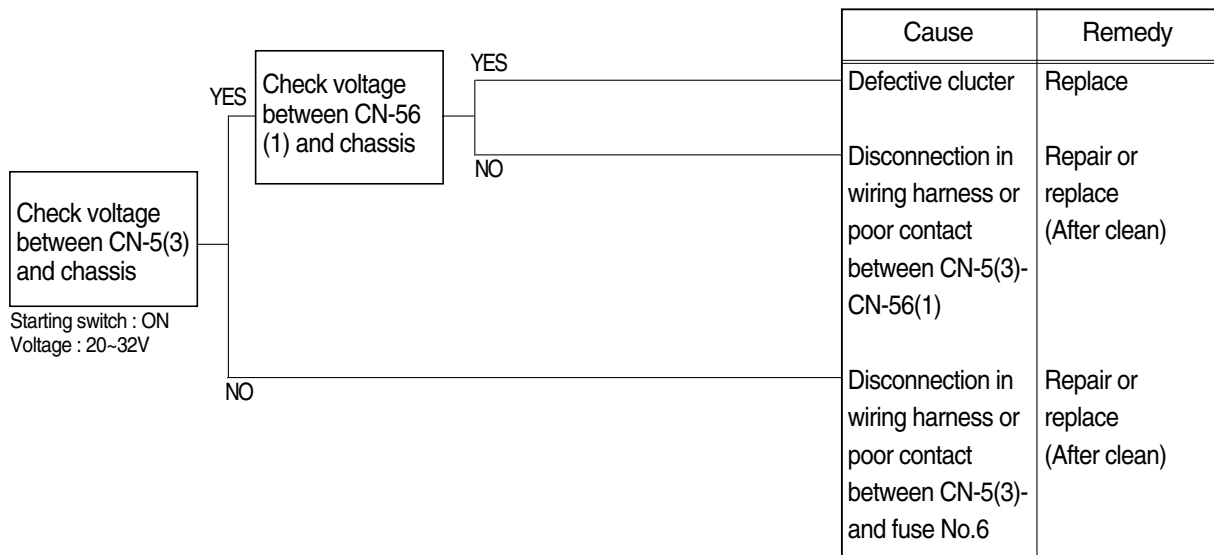 Check voltage
between CN-5(3)
and chassis
Starting switch : ON
Voltage : 20~32V
YES
NO
Check voltage
between CN-56
(1) and chassis
YES
NO
Cause
Remedy
Defective clucter
Replace
Disconnection in
wiring harness or
poor contact
between CN-5(3)-
CN-56(1)
Repair or
replace
(After clean)
Disconnection in
wiring harness or
poor contact
between CN-5(3)-
and fuse No.6
Repair or
replace
(After clean)